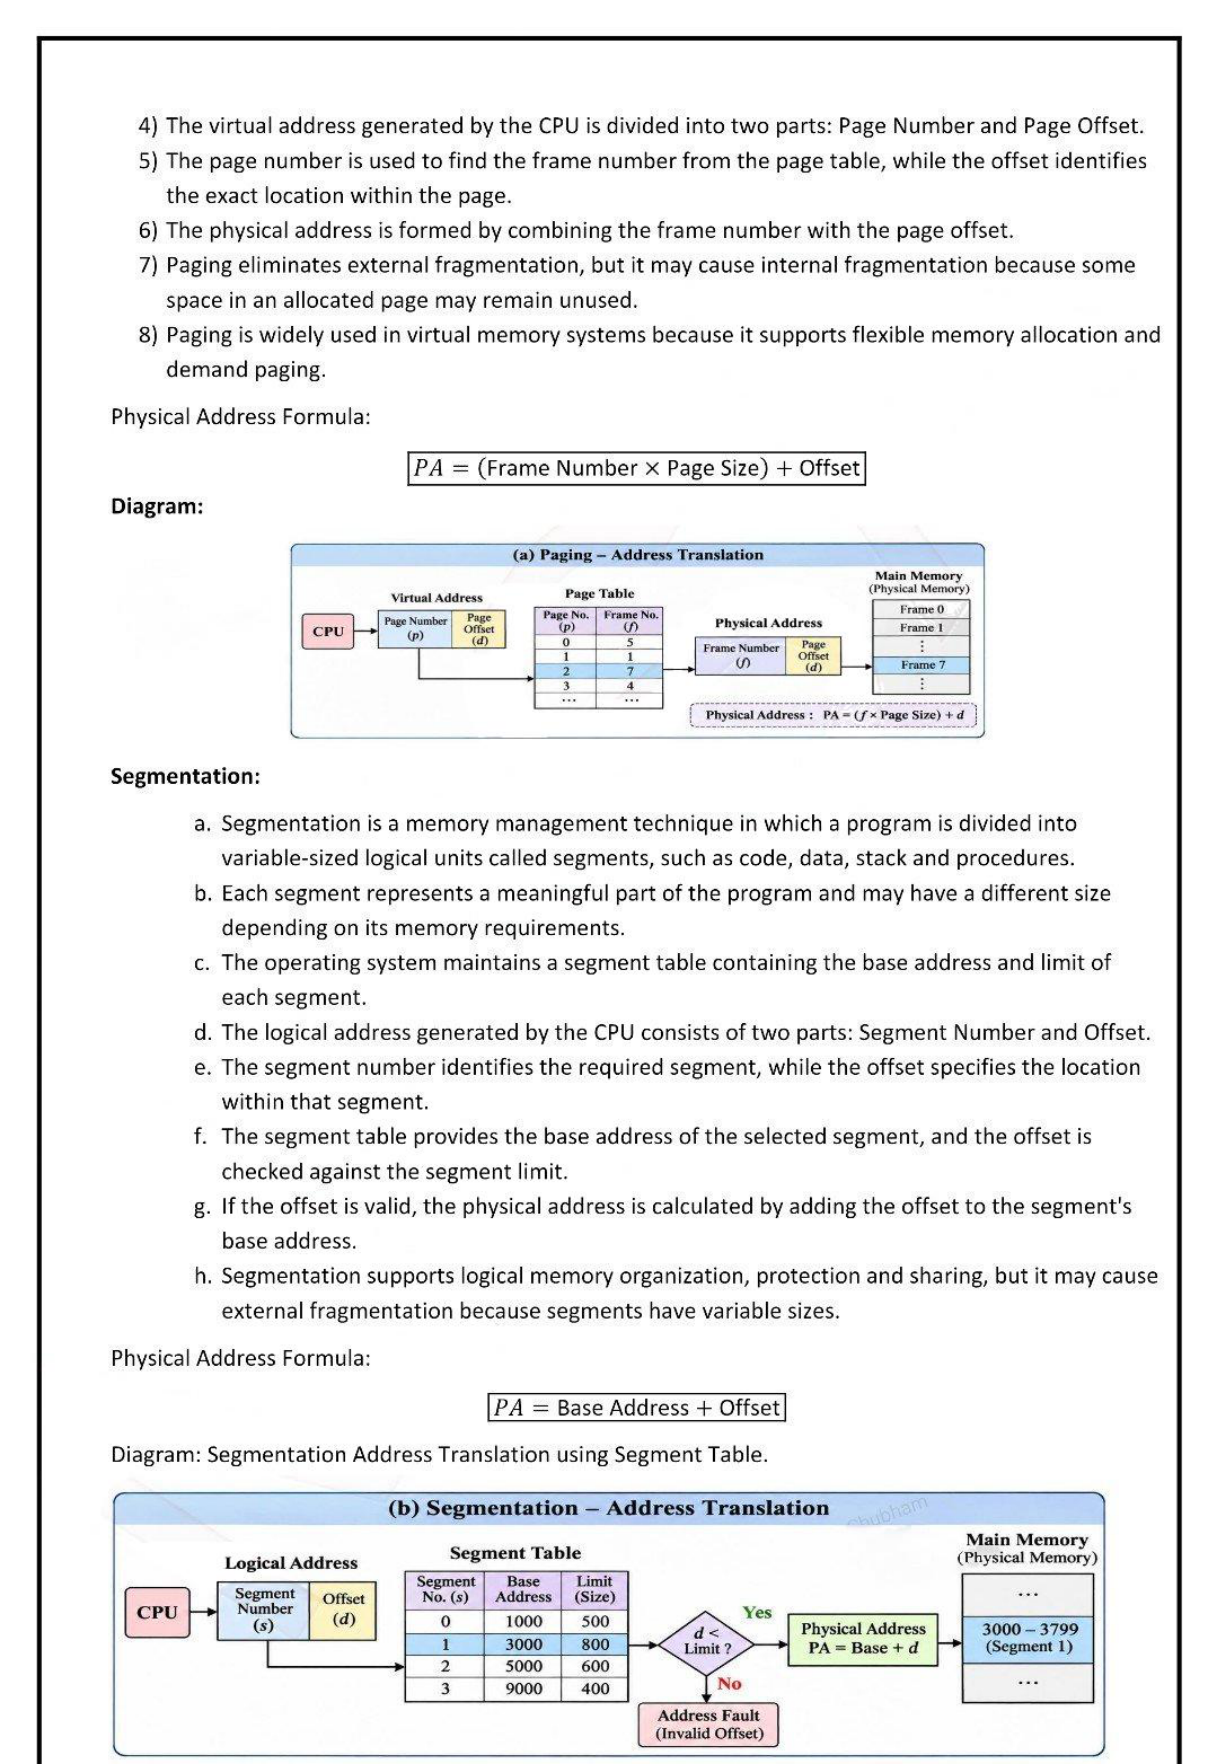 4) The virtual address generated by the CPU is divided into two parts: Page Number and Page Offset.
5) The page number is used to find the frame number from the page table, while the offset identifies
the exact location within the page.
6) The physical address is formed by combining the frame number with the page offset.
7) Paging eliminates external fragmentation, but it may cause internal fragmentation because some
space in an allocated page may remain unused.
8) Paging is widely used in virtual memory systems because it supports flexible memory allocation and
demand paging.
Physical Address Formula:
PA = (Frame Number × Page Size) + Offset
Diagram:
(a) Paging – Address Translation
CPU
Virtual Address
Page Number
(p)
Page
Offset
(d)
Page Table
Page No.
(p)
Frame No.
(f)
0 5
1 1
2 7
3 4
... ...
Physical Address
Frame Number
(f)
Page
Offset
(d)
Main Memory
(Physical Memory)
Frame 0
Frame 1
⋮
Frame 7
⋮
Physical Address : PA = (f × Page Size) + d
Segmentation:
a. Segmentation is a memory management technique in which a program is divided into
variable-sized logical units called segments, such as code, data, stack and procedures.
b. Each segment represents a meaningful part of the program and may have a different size
depending on its memory requirements.
c. The operating system maintains a segment table containing the base address and limit of
each segment.
d. The logical address generated by the CPU consists of two parts: Segment Number and Offset.
e. The segment number identifies the required segment, while the offset specifies the location
within that segment.
f. The segment table provides the base address of the selected segment, and the offset is
checked against the segment limit.
g. If the offset is valid, the physical address is calculated by adding the offset to the segment's
base address.
h. Segmentation supports logical memory organization, protection and sharing, but it may cause
external fragmentation because segments have variable sizes.
Physical Address Formula:
PA = Base Address + Offset
Diagram: Segmentation Address Translation using Segment Table.
(b) Segmentation – Address Translation
Shubham
CPU
Logical Address
Segment
Number
(s)
Offset
(d)
Segment Table
Segment
No. (s)
Base
Address
Limit
(Size)
0 1000 500
1 3000 800
2 5000 600
3 9000 400
d <
Limit ?
Yes
No
Address Fault
(Invalid Offset)
Physical Address
PA = Base + d
Main Memory
(Physical Memory)
...
3000 – 3799
(Segment 1)
...